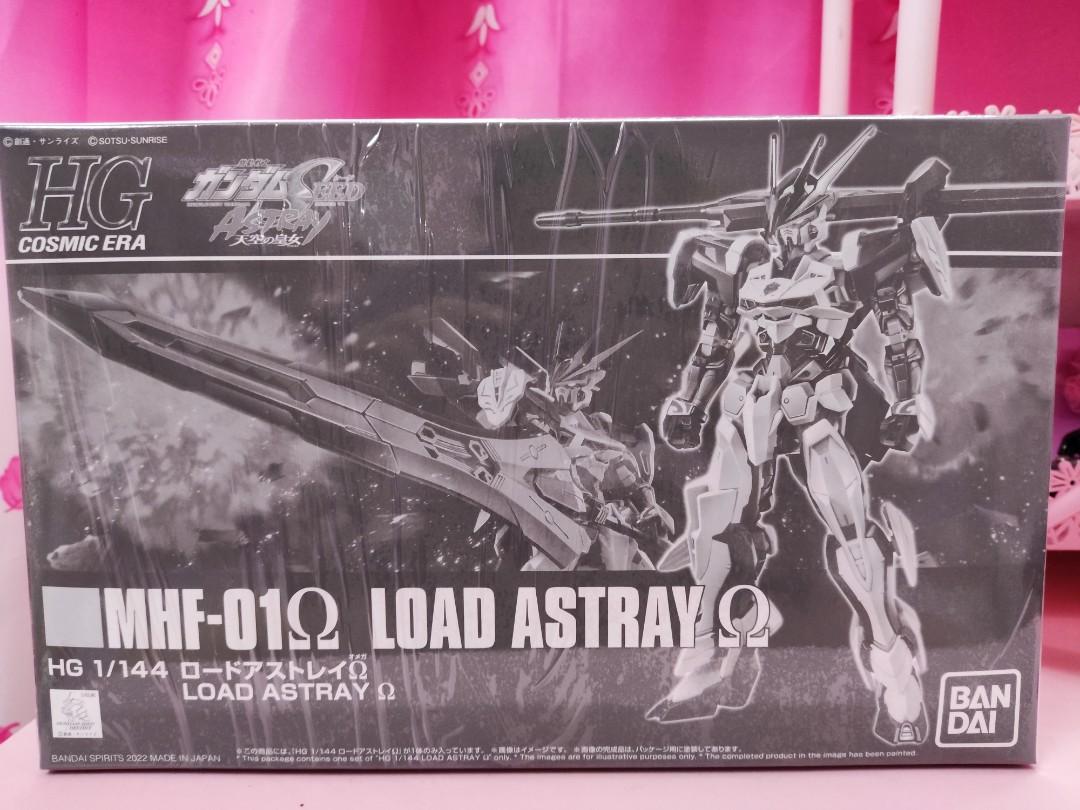 ©創通・サンライズ ©SOTSU・SUNRISE
HG
COSMIC ERA
ガンダムSEED
ASTRAY
天空の皇女
MHF-01Ω LOAD ASTRAY Ω
HG 1/144 ロードアストレイΩ
オメガ
LOAD ASTRAY Ω
BAN
DAI
BANDAI SPIRITS 2022 MADE IN JAPAN
※この商品には、「HG 1/144 ロードアストレイΩ」が1体のみ入っています。 ※画像はイメージです。 ※画像の完成品は、パッケージ用に塗装してあります。
* This package contains one set of "HG 1/144 LOAD ASTRAY Ω" only. * The images are for illustrative purposes only. * The completed product in the image has been painted.